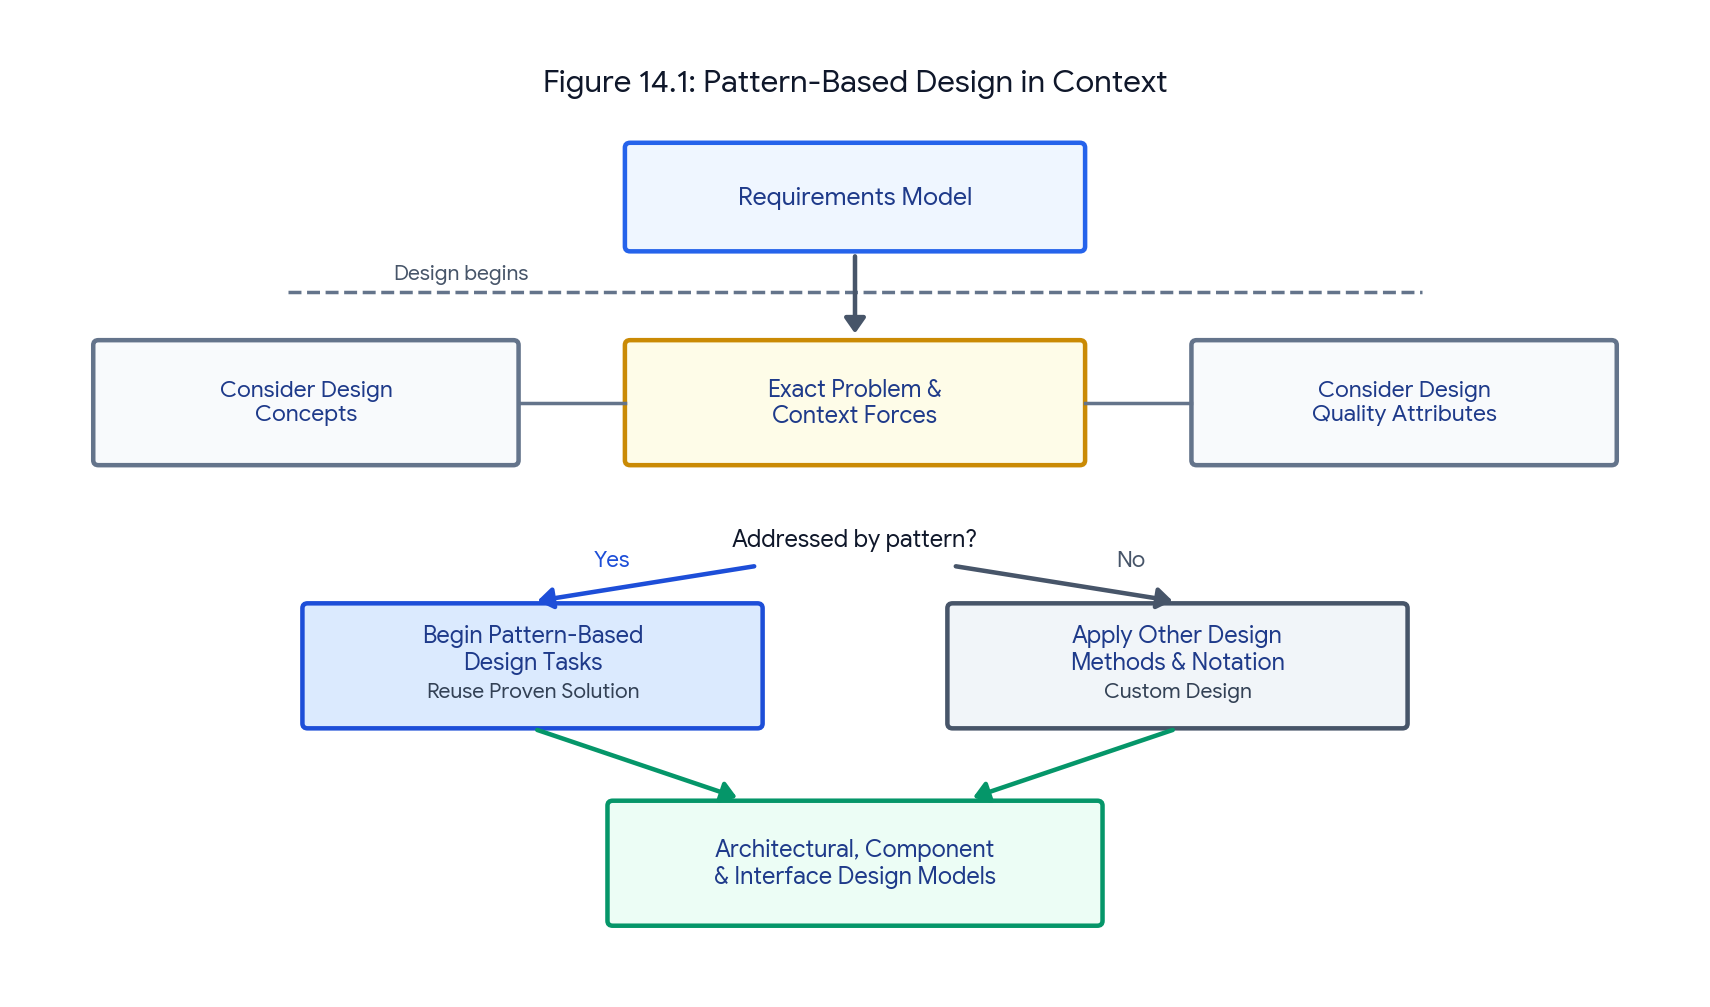 Figure 14.1: Pattern-Based Design in Context
Requirements Model
Design begins
Consider Design
Concepts
Exact Problem &
Context Forces
Consider Design
Quality Attributes
Addressed by pattern?
Yes
No
Begin Pattern-Based
Design Tasks
Reuse Proven Solution
Apply Other Design
Methods & Notation
Custom Design
Architectural, Component
& Interface Design Models